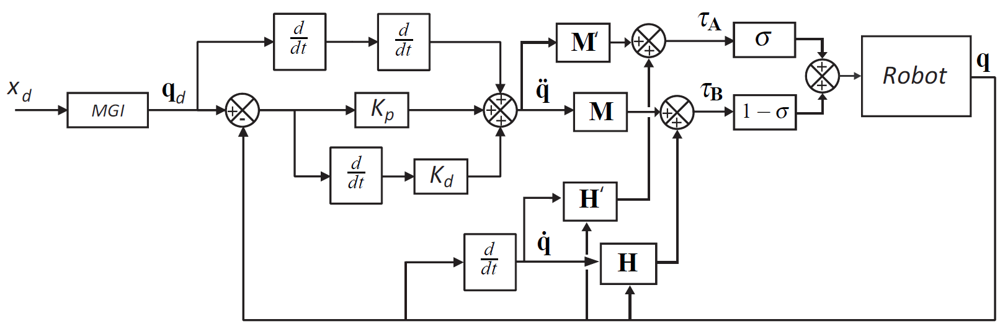 x_d
MGI
q_d
d/dt
d/dt
+
-
K_p
d/dt
K_d
+
+
+
q̈
M′
M
+
+
τ_A
σ
+
+
τ_B
1 − σ
+
+
Robot
q
H′
d/dt
q̇
H